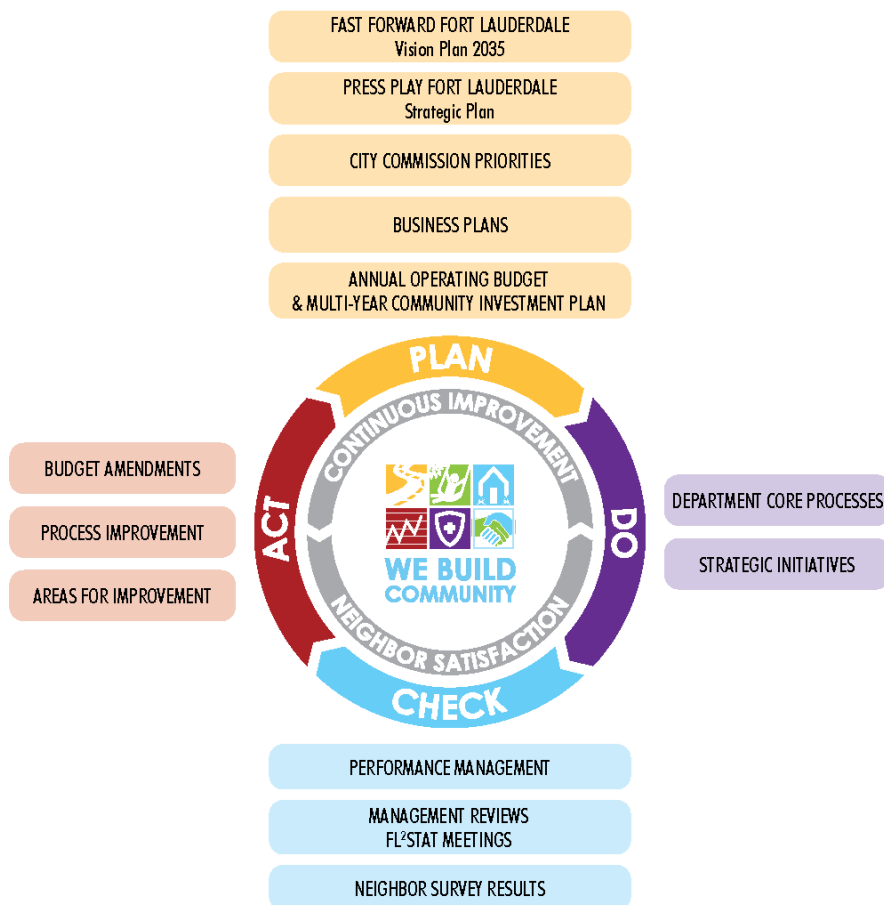 FAST FORWARD FORT LAUDERDALE
Vision Plan 2035
PRESS PLAY FORT LAUDERDALE
Strategic Plan
CITY COMMISSION PRIORITIES
BUSINESS PLANS
ANNUAL OPERATING BUDGET
& MULTI-YEAR COMMUNITY INVESTMENT PLAN
PLAN
CONTINUOUS IMPROVEMENT
BUDGET AMENDMENTS
PROCESS IMPROVEMENT
AREAS FOR IMPROVEMENT
ACT
WE BUILD
COMMUNITY
DO
DEPARTMENT CORE PROCESSES
STRATEGIC INITIATIVES
NEIGHBOR SATISFACTION
CHECK
PERFORMANCE MANAGEMENT
MANAGEMENT REVIEWS
FL²STAT MEETINGS
NEIGHBOR SURVEY RESULTS